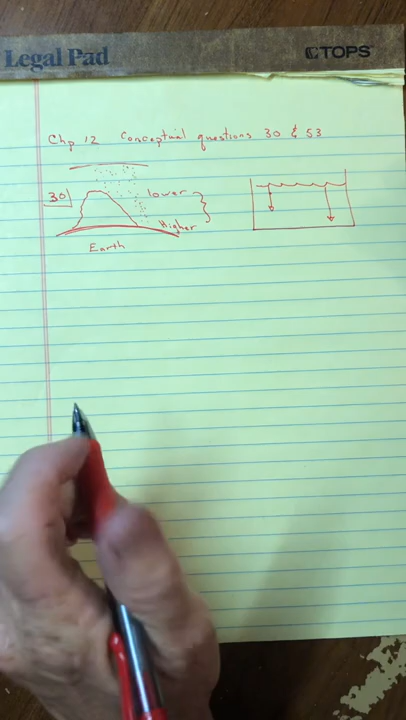 Legal Pad
TOPS
Chp 12 Conceptual questions 30 & 53
30
lower
Higher
Earth